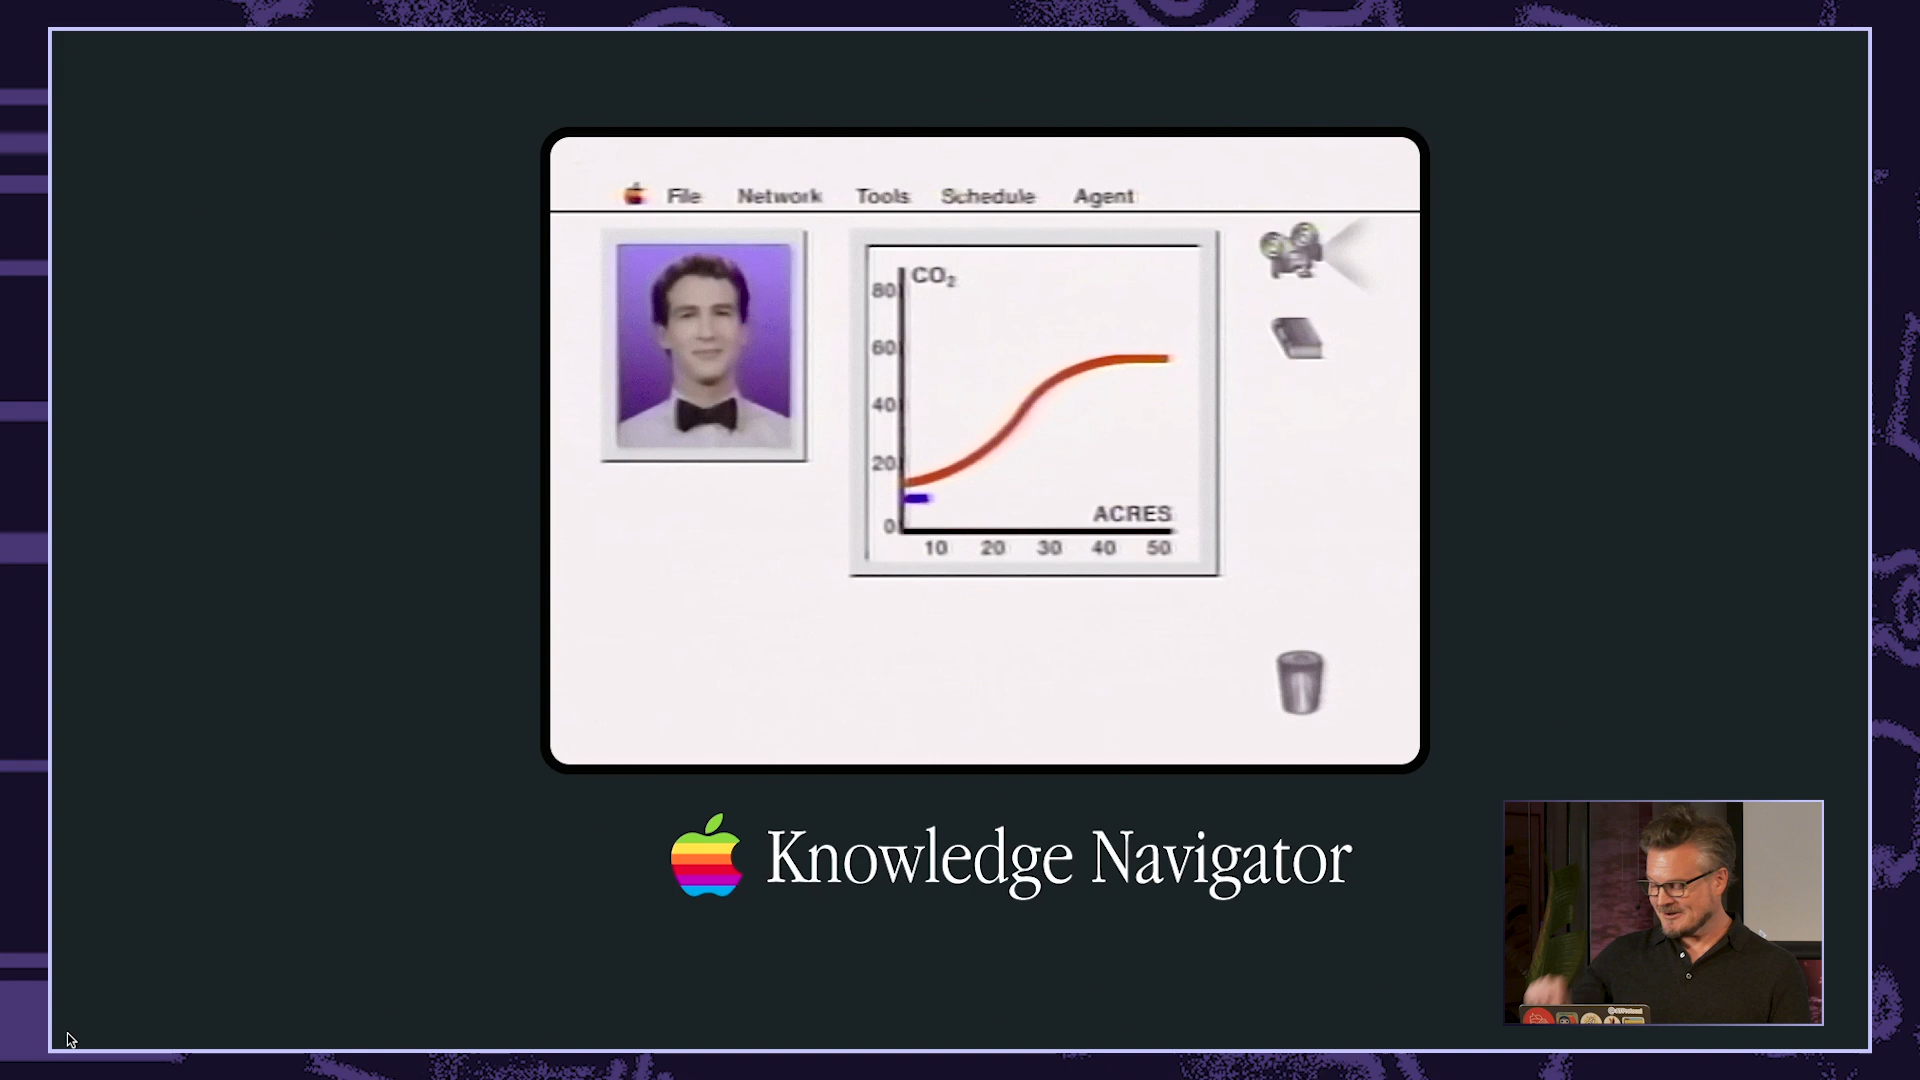 File Network Tools Schedule Agent
CO₂
80
60
40
20
0
ACRES
10 20 30 40 50
Knowledge Navigator